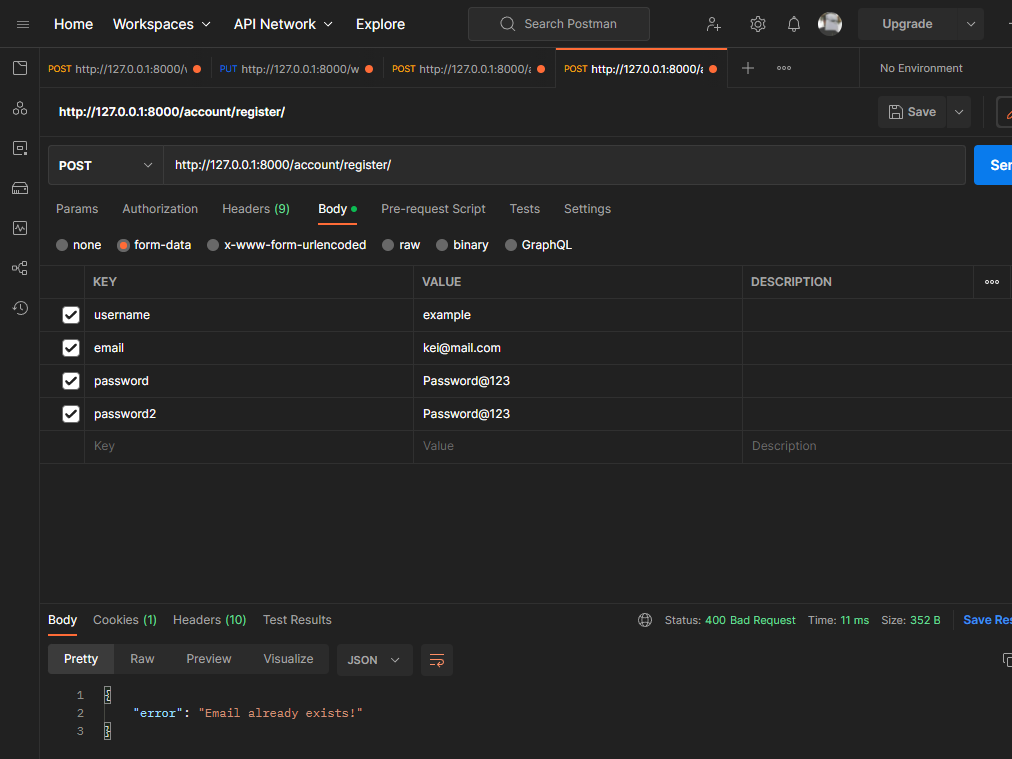 Home Workspaces API Network Explore Search Postman Upgrade
POST http://127.0.0.1:8000/ PUT http://127.0.0.1:8000/w POST http://127.0.0.1:8000/a POST http://127.0.0.1:8000/a No Environment
http://127.0.0.1:8000/account/register/ Save
POST http://127.0.0.1:8000/account/register/ Ser
Params Authorization Headers (9) Body Pre-request Script Tests Settings
none form-data x-www-form-urlencoded raw binary GraphQL
KEY VALUE DESCRIPTION
username example
email kei@mail.com
password Password@123
password2 Password@123
Key Value Description
Body Cookies (1) Headers (10) Test Results Status: 400 Bad Request Time: 11 ms Size: 352 B Save Res
Pretty Raw Preview Visualize JSON
1 {
2 "error": "Email already exists!"
3 }